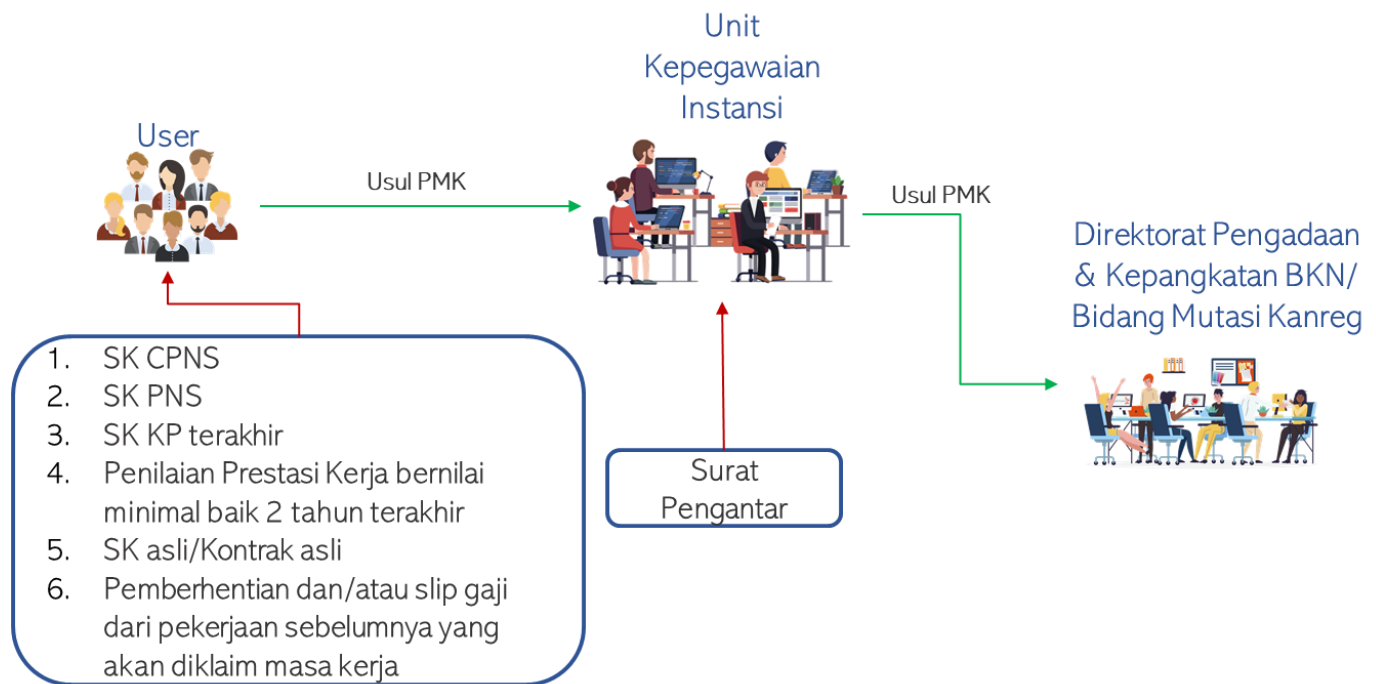 Unit
Kepegawaian
Instansi
User
Usul PMK
Usul PMK
Direktorat Pengadaan
& Kepangkatan BKN/
Bidang Mutasi Kanreg
1. SK CPNS
2. SK PNS
3. SK KP terakhir
4. Penilaian Prestasi Kerja bernilai
minimal baik 2 tahun terakhir
5. SK asli/Kontrak asli
6. Pemberhentian dan/atau slip gaji
dari pekerjaan sebelumnya yang
akan diklaim masa kerja
Surat
Pengantar